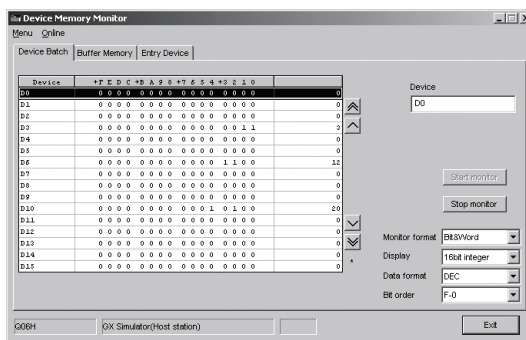 Device Memory Monitor
Menu Online
Device Batch Buffer Memory Entry Device
Device +F E D C +B A 9 8 +7 6 5 4 +3 2 1 0
D0 0 0 0 0 0 0 0 0 0 0 0 0 0 0 0 0 0
D1 0 0 0 0 0 0 0 0 0 0 0 0 0 0 0 0 0
D2 0 0 0 0 0 0 0 0 0 0 0 0 0 0 0 0 0
D3 0 0 0 0 0 0 0 0 0 0 0 0 0 0 1 1 3
D4 0 0 0 0 0 0 0 0 0 0 0 0 0 0 0 0 0
D5 0 0 0 0 0 0 0 0 0 0 0 0 0 0 0 0 0
D6 0 0 0 0 0 0 0 0 0 0 0 0 1 1 0 0 12
D7 0 0 0 0 0 0 0 0 0 0 0 0 0 0 0 0 0
D8 0 0 0 0 0 0 0 0 0 0 0 0 0 0 0 0 0
D9 0 0 0 0 0 0 0 0 0 0 0 0 0 0 0 0 0
D10 0 0 0 0 0 0 0 0 0 0 0 1 0 1 0 0 20
D11 0 0 0 0 0 0 0 0 0 0 0 0 0 0 0 0 0
D12 0 0 0 0 0 0 0 0 0 0 0 0 0 0 0 0 0
D13 0 0 0 0 0 0 0 0 0 0 0 0 0 0 0 0 0
D14 0 0 0 0 0 0 0 0 0 0 0 0 0 0 0 0 0
D15 0 0 0 0 0 0 0 0 0 0 0 0 0 0 0 0 0
Device
D0
Start monitor
Stop monitor
*
Monitor format Bit&Word
Display 16bit integer
Data format DEC
Bit order F-0
Q06H GX Simulator(Host station) Exit